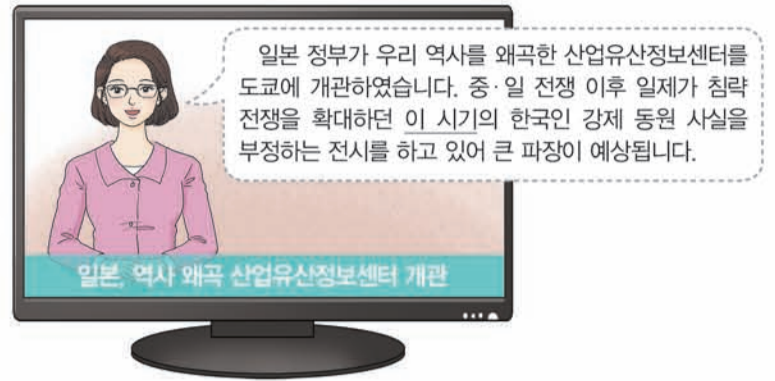 일본 정부가 우리 역사를 왜곡한 산업유산정보센터를
도쿄에 개관하였습니다. 중·일 전쟁 이후 일제가 침략
전쟁을 확대하던 이 시기의 한국인 강제 동원 사실을
부정하는 전시를 하고 있어 큰 파장이 예상됩니다.
일본, 역사 왜곡 산업유산정보센터 개관